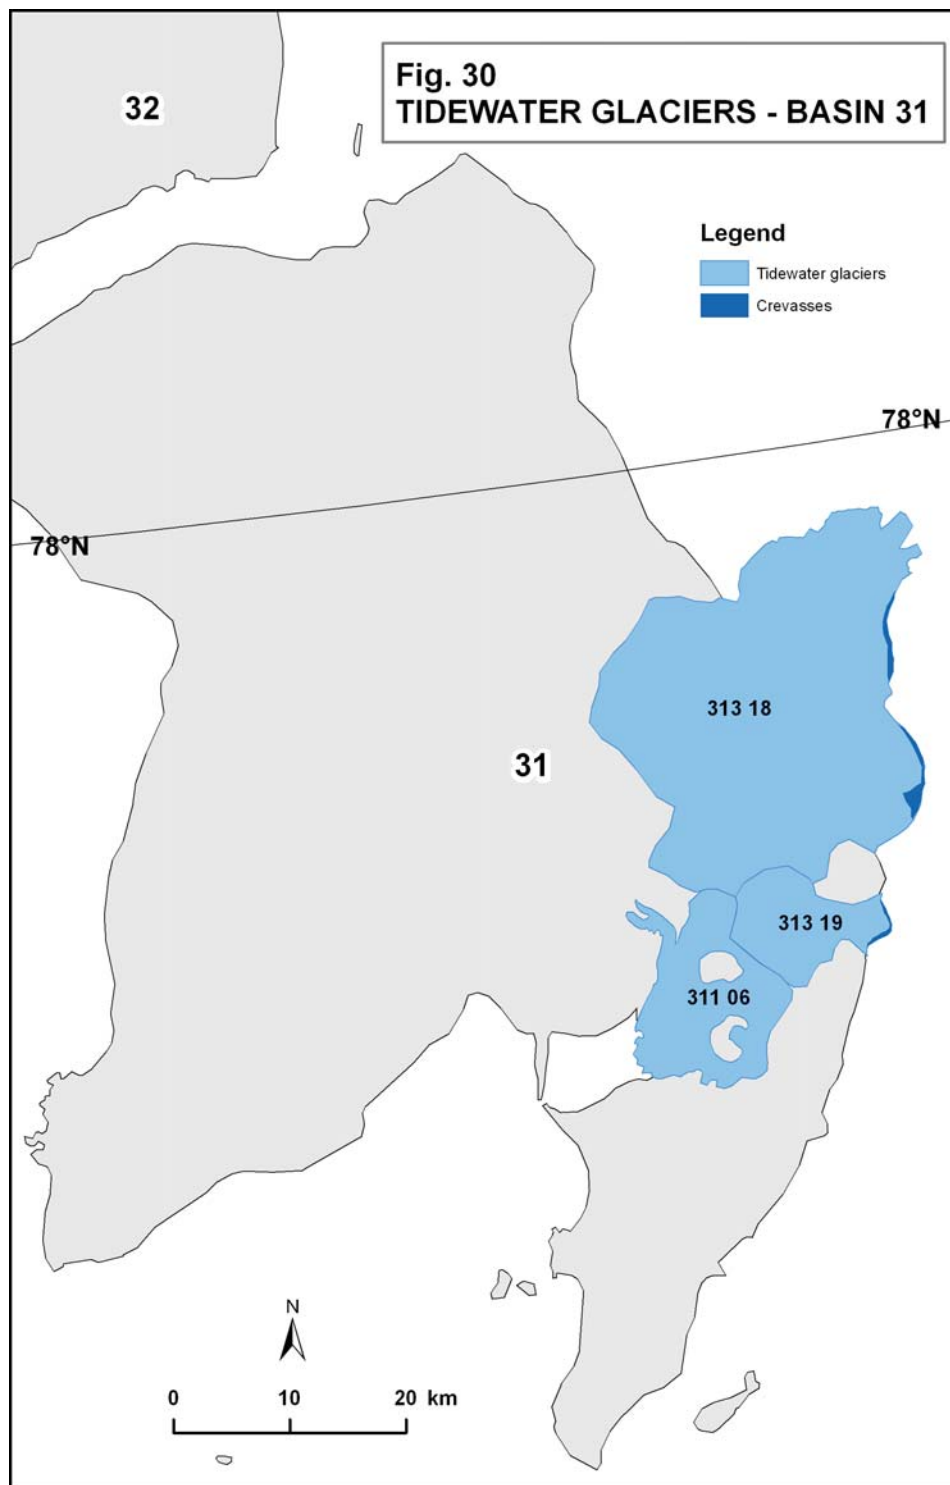 Fig. 30
TIDEWATER GLACIERS - BASIN 31
32
Legend
Tidewater glaciers
Crevasses
78°N
78°N
313 18
31
313 19
311 06
N
0 10 20 km